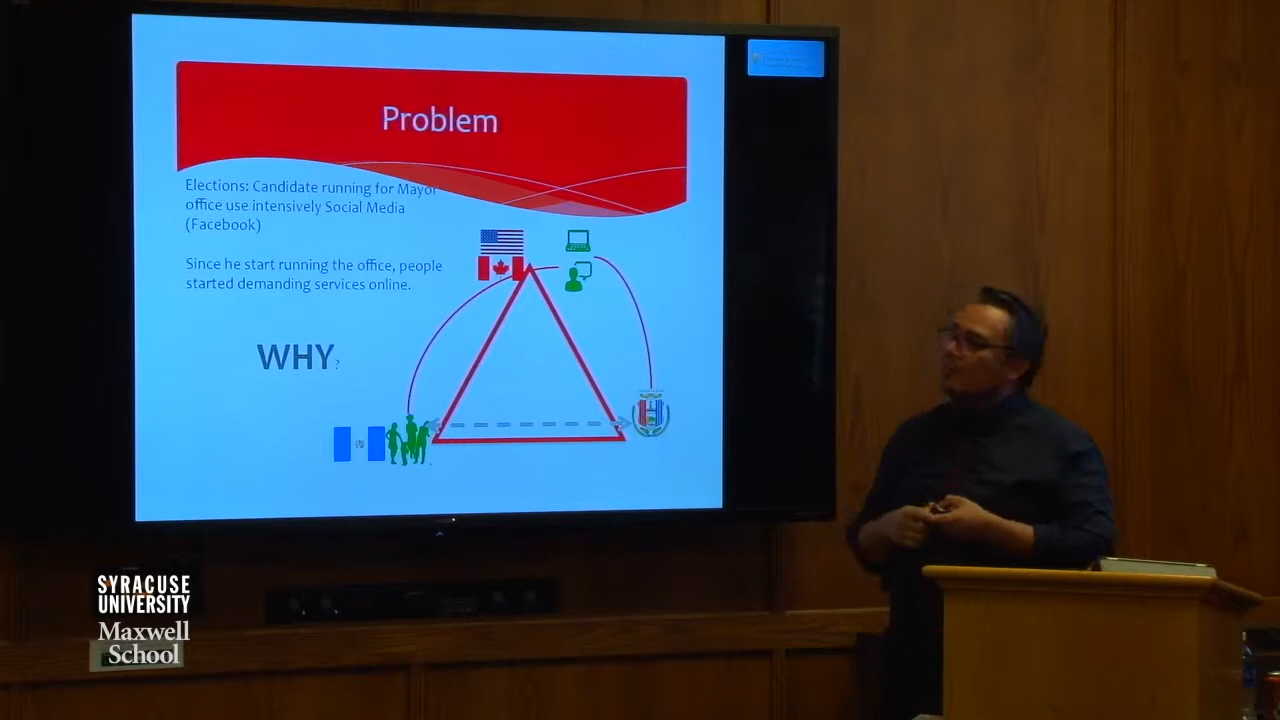 Problem
Elections: Candidate running for Mayor
office use intensively Social Media
(Facebook)
Since he start running the office, people
started demanding services online.
WHY?
SYRACUSE
UNIVERSITY
Maxwell
School